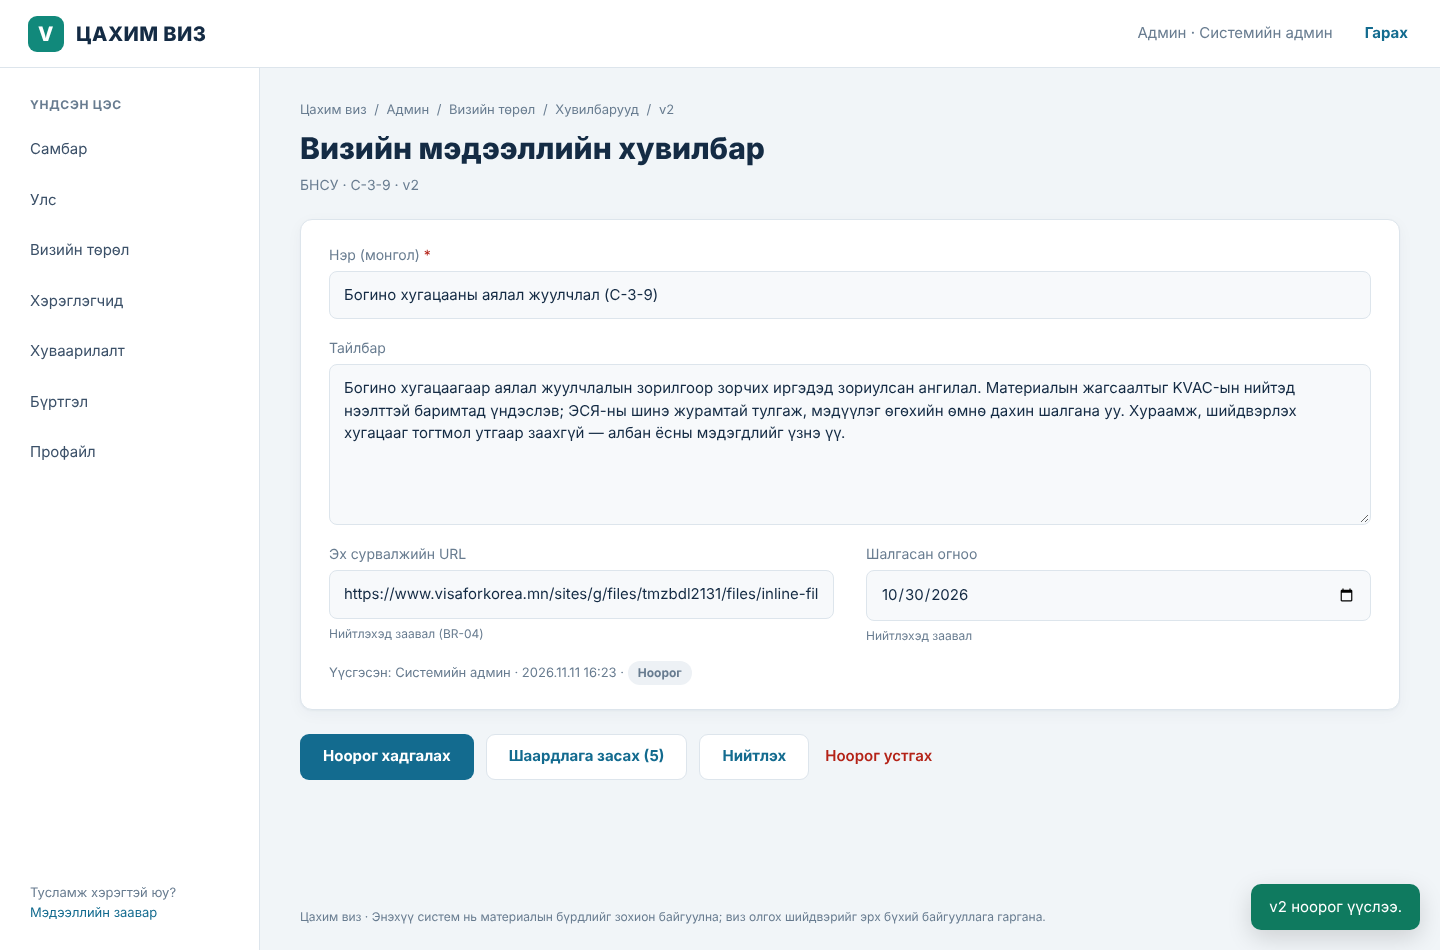 V ЦАХИМ ВИЗ
Админ · Системийн админ
Гарах
ҮНДСЭН ЦЭС
Самбар
Улс
Визийн төрөл
Хэрэглэгчид
Хуваарилалт
Бүртгэл
Профайл
Тусламж хэрэгтэй юу?
Мэдээллийн заавар
Цахим виз / Админ / Визийн төрөл / Хувилбарууд / v2
Визийн мэдээллийн хувилбар
БНСУ · C-3-9 · v2
Нэр (монгол) *
Богино хугацааны аялал жуулчлал (C-3-9)
Тайлбар
Богино хугацаагаар аялал жуулчлалын зорилгоор зорчих иргэдэд зориулсан ангилал. Материалын жагсаалтыг KVAC-ын нийтэд
нээлттэй баримтад үндэслэв; ЭСЯ-ны шинэ журамтай тулгаж, мэдүүлэг өгөхийн өмнө дахин шалгана уу. Хураамж, шийдвэрлэх
хугацааг тогтмол утгаар заахгүй — албан ёсны мэдэгдлийг үзнэ үү.
Эх сурвалжийн URL
https://www.visaforkorea.mn/sites/g/files/tmzbdl2131/files/inline-fil
Нийтлэхэд заавал (BR-04)
Шалгасан огноо
10/30/2026
Нийтлэхэд заавал
Үүсгэсэн: Системийн админ · 2026.11.11 16:23 · Ноорог
Ноорог хадгалах
Шаардлага засах (5)
Нийтлэх
Ноорог устгах
Цахим виз · Энэхүү систем нь материалын бүрдлийг зохион байгуулна; виз олгох шийдвэрийг эрх бүхий байгууллага гаргана.
v2 ноорог үүслээ.